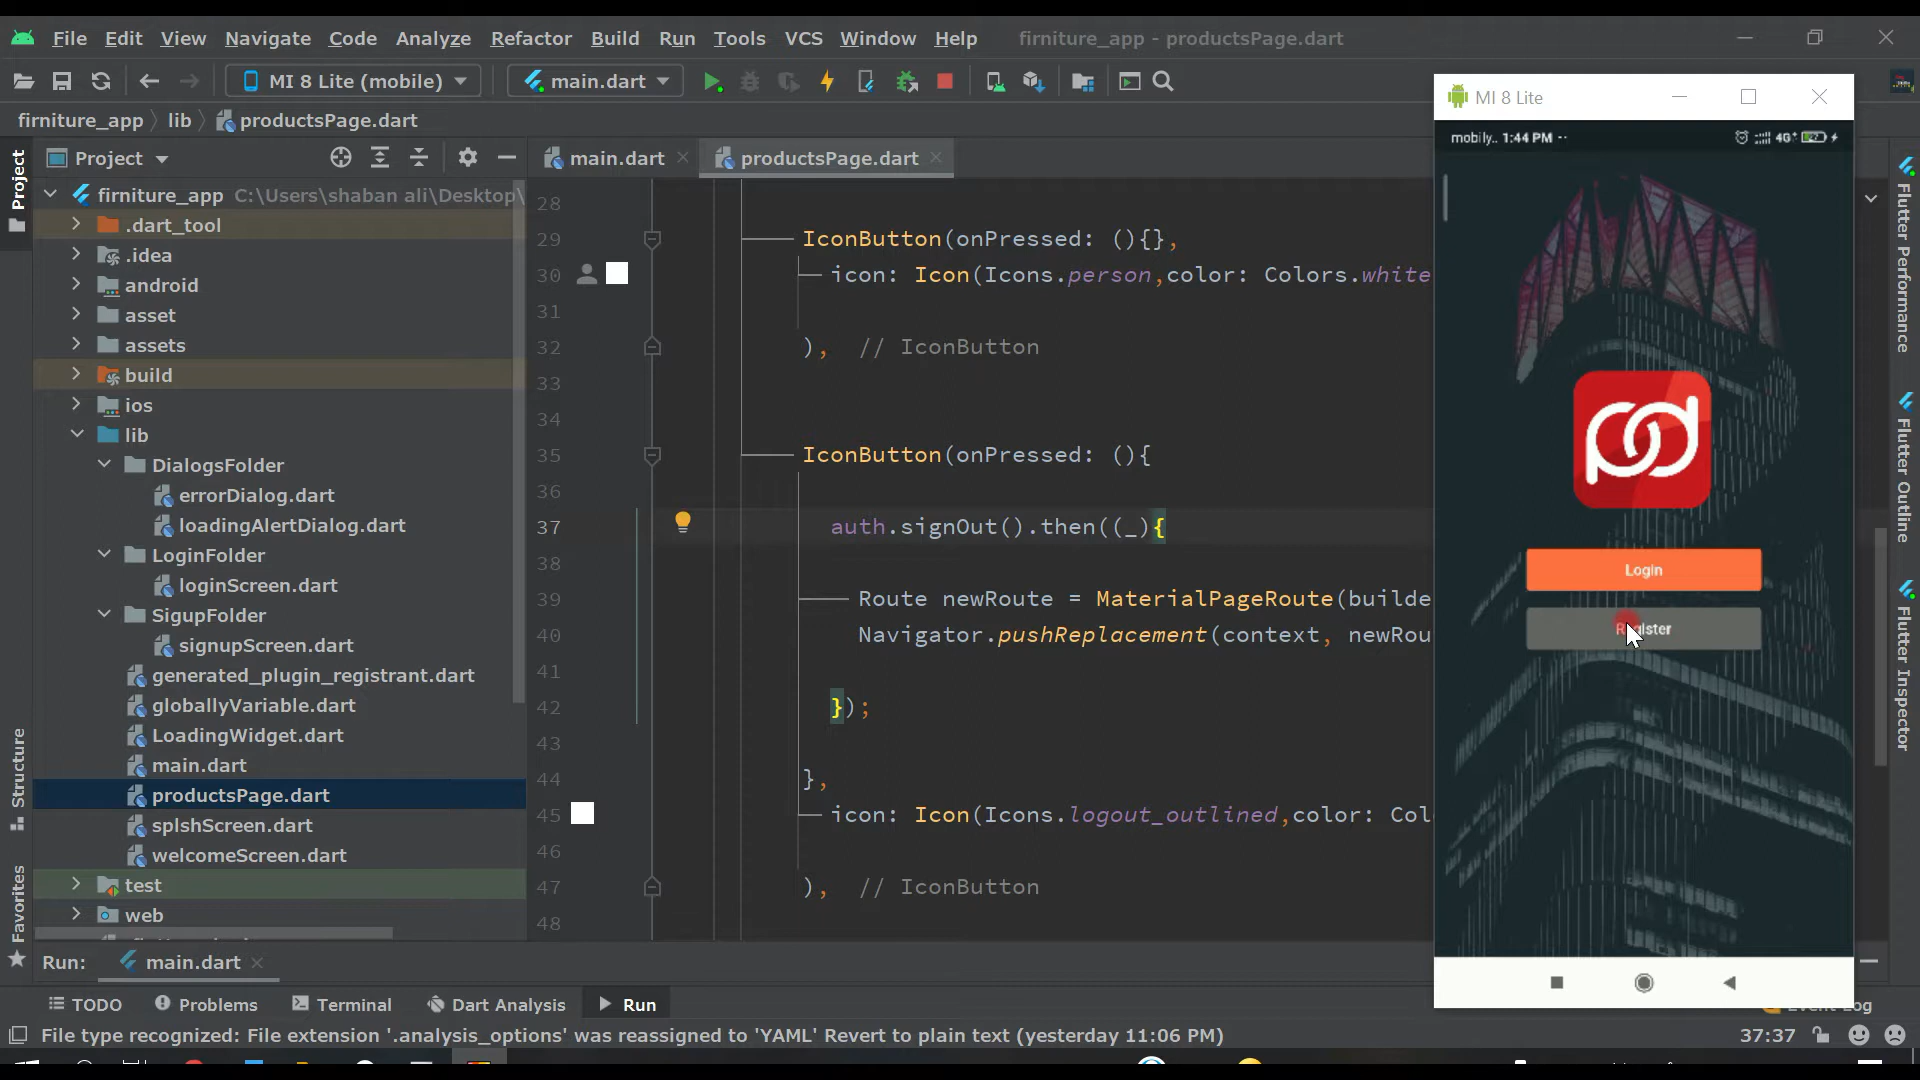 File Edit View Navigate Code Analyze Refactor Build Run Tools VCS Window Help firniture_app - productsPage.dart
MI 8 Lite (mobile) main.dart
firniture_app lib productsPage.dart
Project
main.dart productsPage.dart
Project
firniture_app C:\Users\shaban ali\Desktop\
.dart_tool
.idea
android
asset
assets
build
ios
lib
DialogsFolder
errorDialog.dart
loadingAlertDialog.dart
LoginFolder
loginScreen.dart
SigupFolder
signupScreen.dart
generated_plugin_registrant.dart
globallyVariable.dart
LoadingWidget.dart
main.dart
productsPage.dart
splshScreen.dart
welcomeScreen.dart
test
web
Structure
Favorites
28
29 IconButton(onPressed: (){},
30 icon: Icon(Icons.person,color: Colors.white
31
32 ), // IconButton
33
34
35 IconButton(onPressed: (){
36
37 auth.signOut().then((_){
38
39 Route newRoute = MaterialPageRoute(builde
40 Navigator.pushReplacement(context, newRou
41
42 });
43
44 },
45 icon: Icon(Icons.logout_outlined,color: Col
46
47 ), // IconButton
48
MI 8 Lite
mobily.. 1:44 PM ··
4G+
Login
Register
Flutter Performance
Flutter Outline
Flutter Inspector
Run: main.dart
TODO Problems Terminal Dart Analysis Run
Event Log
File type recognized: File extension '.analysis_options' was reassigned to 'YAML' Revert to plain text (yesterday 11:06 PM)
37:37